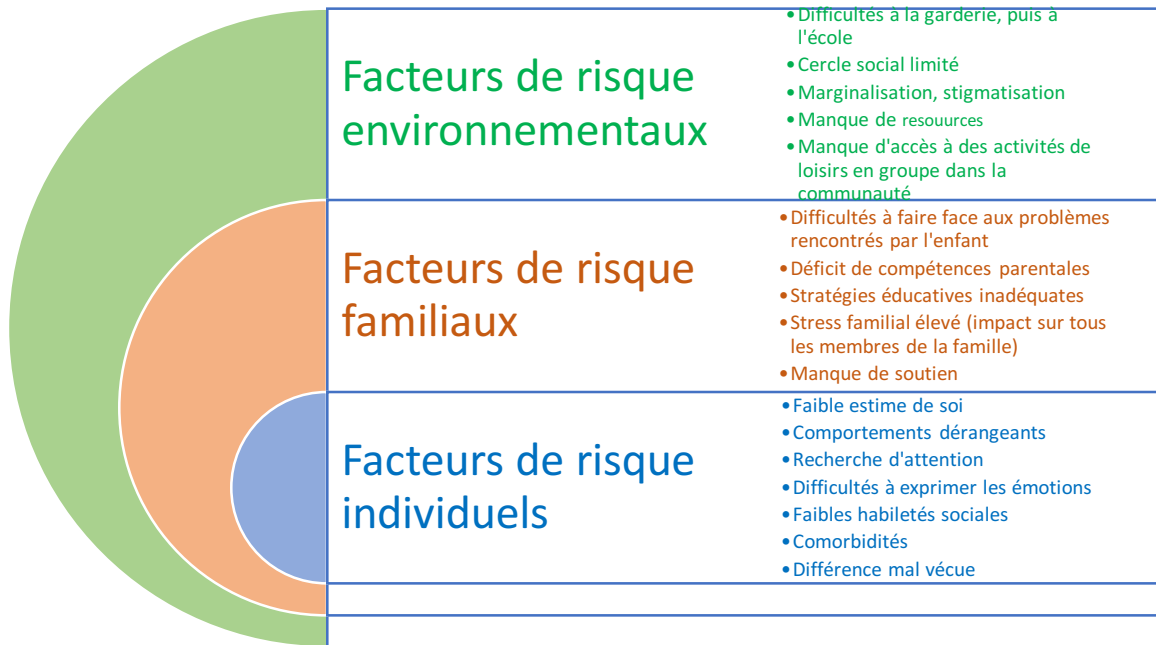 Facteurs de risque
environnementaux
•Difficultés à la garderie, puis à
l'école
•Cercle social limité
•Marginalisation, stigmatisation
•Manque de resouurces
•Manque d'accès à des activités de
loisirs en groupe dans la
communauté
Facteurs de risque
familiaux
•Difficultés à faire face aux problèmes
rencontrés par l'enfant
•Déficit de compétences parentales
•Stratégies éducatives inadéquates
•Stress familial élevé (impact sur tous
les membres de la famille)
•Manque de soutien
Facteurs de risque
individuels
•Faible estime de soi
•Comportements dérangeants
•Recherche d'attention
•Difficultés à exprimer les émotions
•Faibles habiletés sociales
•Comorbidités
•Différence mal vécue